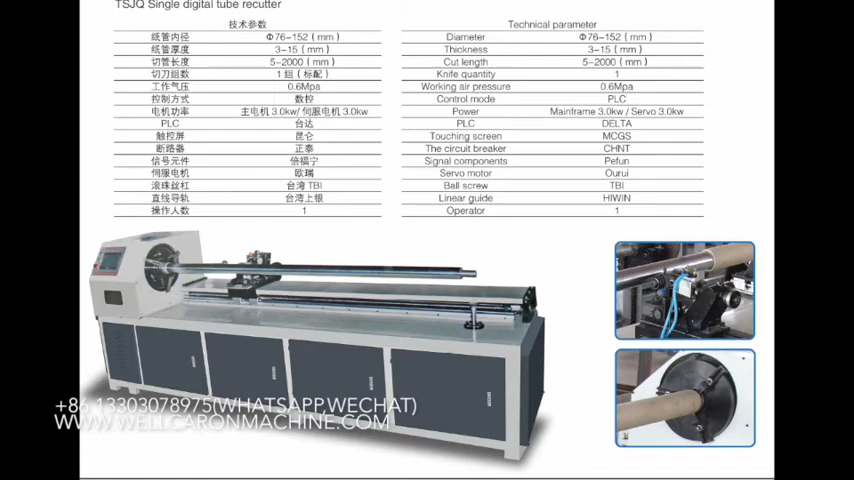 TSJQ Single digital tube recutter
技术参数
纸管内径 Φ76-152（mm）
纸管厚度 3-15（mm）
切管长度 5-2000（mm）
切刀组数 1 组（标配）
工作气压 0.6Mpa
控制方式 数控
电机功率 主电机 3.0kw/ 伺服电机 3.0kw
PLC 台达
触控屏 昆仑
断路器 正泰
信号元件 倍福宁
伺服电机 欧瑞
滚珠丝杠 台湾 TBI
直线导轨 台湾上银
操作人数 1
Technical parameter
Diameter Φ76-152（mm）
Thickness 3-15（mm）
Cut length 5-2000（mm）
Knife quantity 1
Working air pressure 0.6Mpa
Control mode PLC
Power Mainframe 3.0kw / Servo 3.0kw
PLC DELTA
Touching screen MCGS
The circuit breaker CHNT
Signal components Pefun
Servo motor Ourui
Ball screw TBI
Linear guide HIWIN
Operator 1
+86 13303078975(WHATSAPP,WECHAT)
WWW.WELLCARONMACHINE.COM